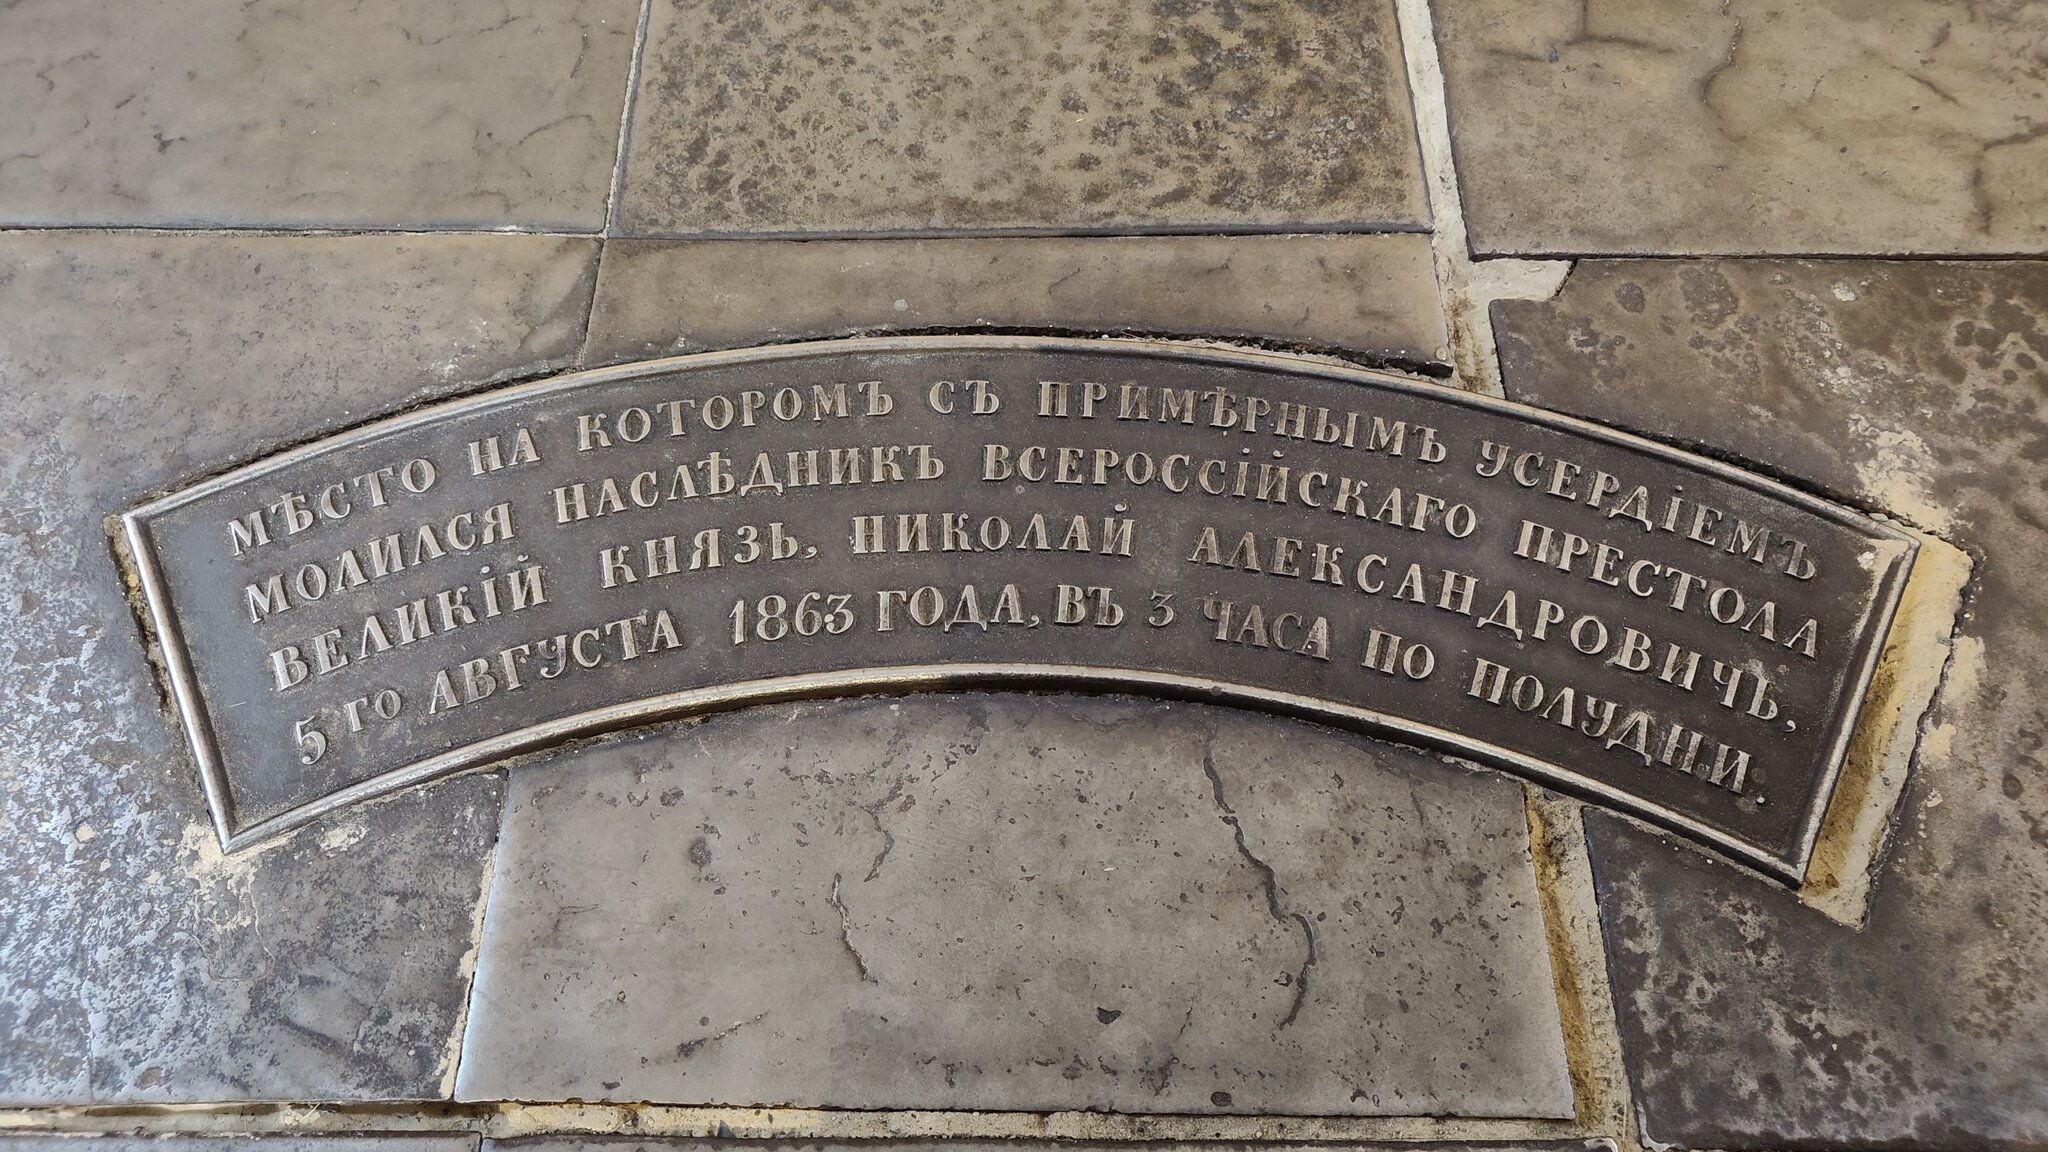 МѢСТО НА КОТОРОМЪ СЪ ПРИМѢРНЫМЪ УСЕРДІЕМЪ
МОЛИЛСЯ НАСЛѢДНИКЪ ВСЕРОССІЙСКАГО ПРЕСТОЛА
ВЕЛИКІЙ КНЯЗЬ, НИКОЛАЙ АЛЕКСАНДРОВИЧЬ,
5 ГО АВГУСТА 1863 ГОДА, ВЪ 3 ЧАСА ПО ПОЛУДНИ.